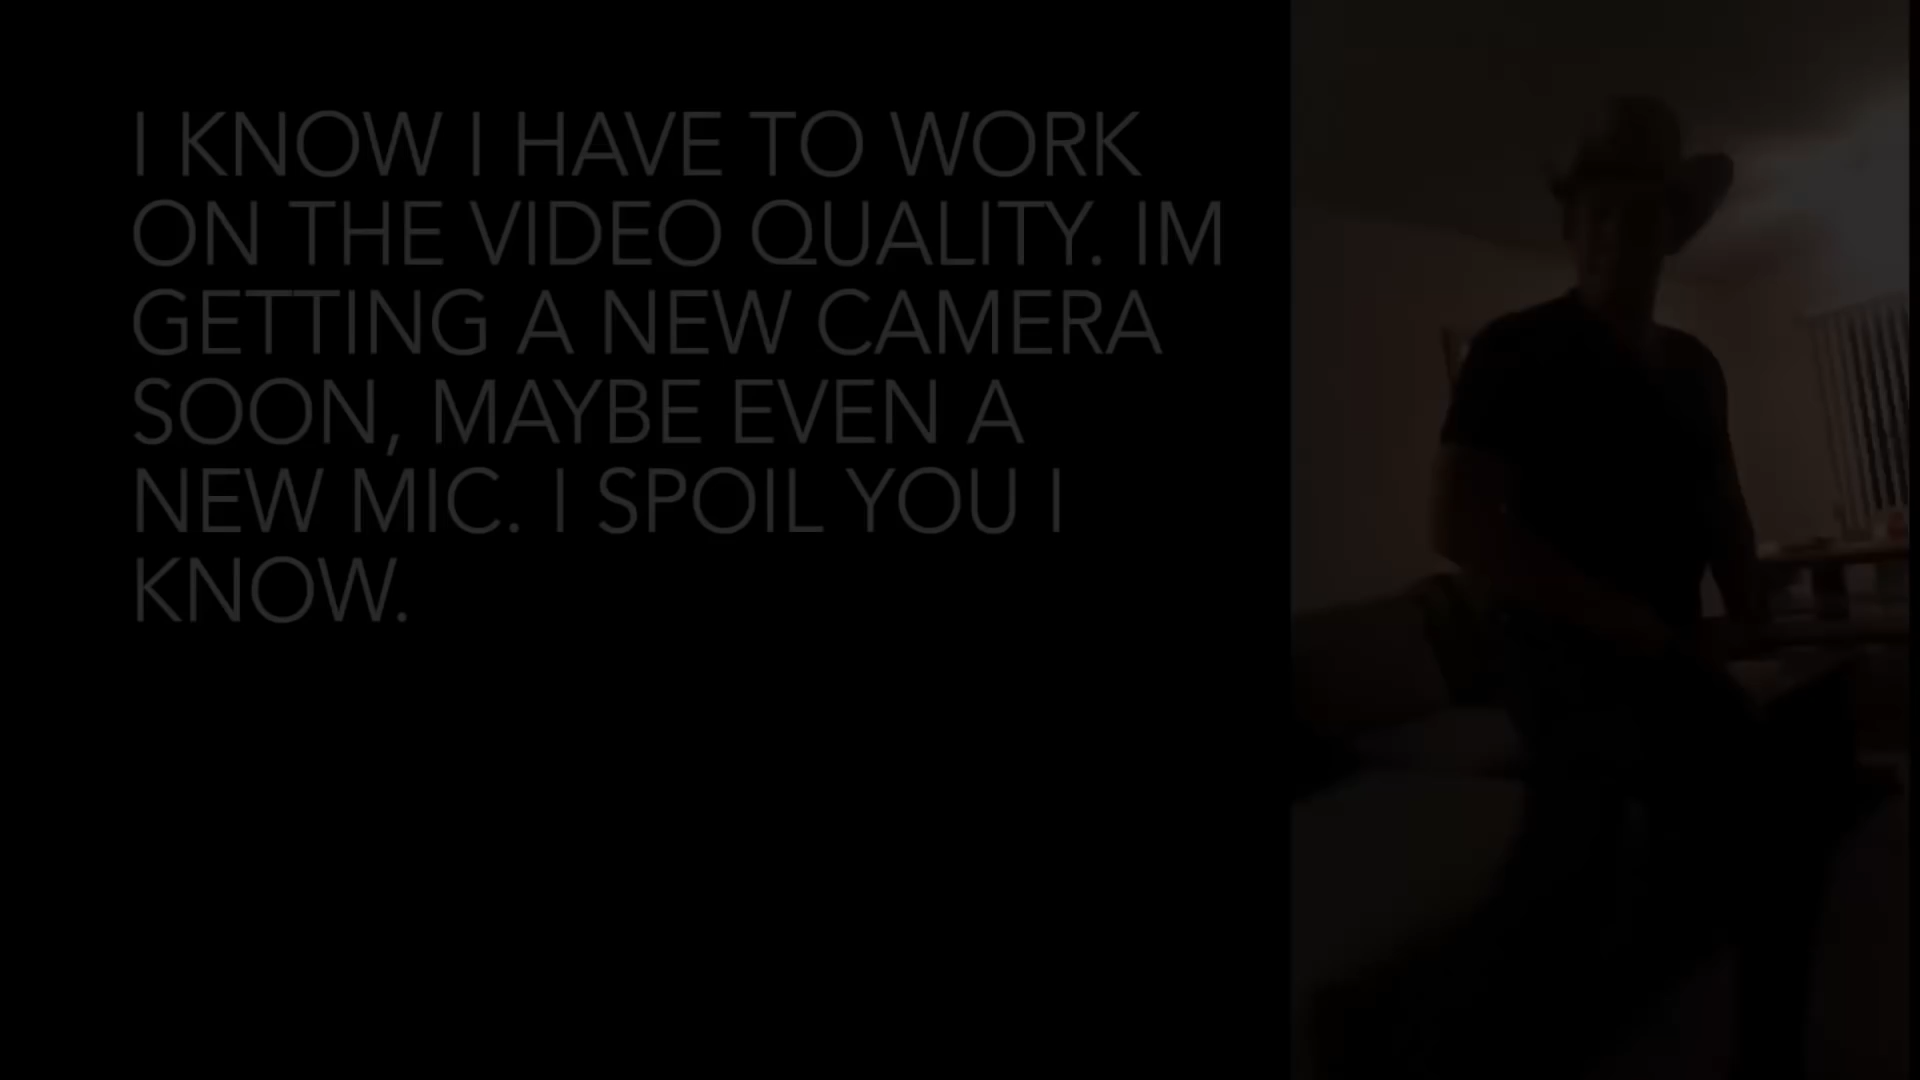 I KNOW I HAVE TO WORK
ON THE VIDEO QUALITY. IM
GETTING A NEW CAMERA
SOON, MAYBE EVEN A
NEW MIC. I SPOIL YOU I
KNOW.